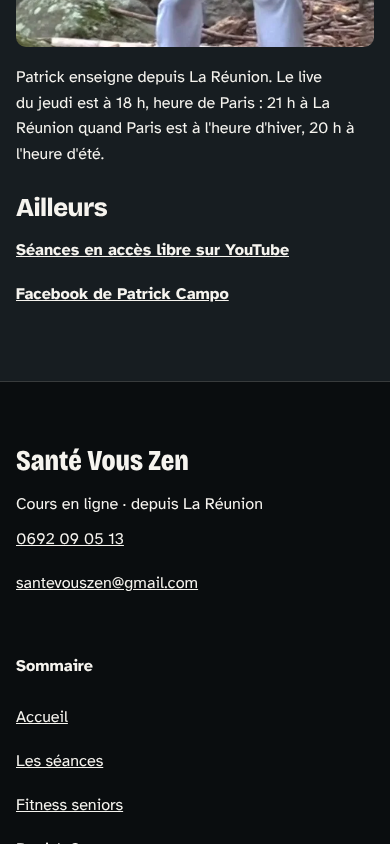 Patrick enseigne depuis La Réunion. Le live
du jeudi est à 18 h, heure de Paris : 21 h à La
Réunion quand Paris est à l'heure d'hiver, 20 h à
l'heure d'été.
Ailleurs
Séances en accès libre sur YouTube
Facebook de Patrick Campo
Santé Vous Zen
Cours en ligne · depuis La Réunion
0692 09 05 13
santevouszen@gmail.com
Sommaire
Accueil
Les séances
Fitness seniors